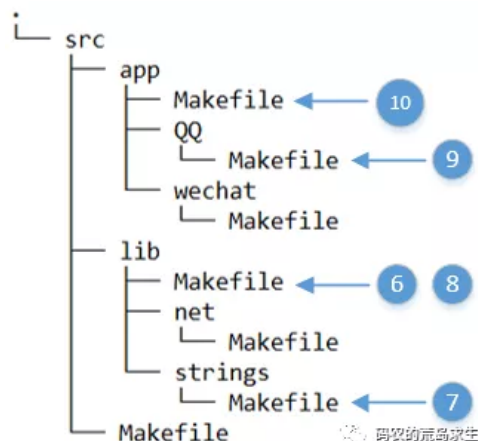 .
src
app
Makefile 10
QQ
Makefile 9
wechat
Makefile
lib
Makefile 6 8
net
Makefile
strings
Makefile 7
Makefile 码农的荒岛求生